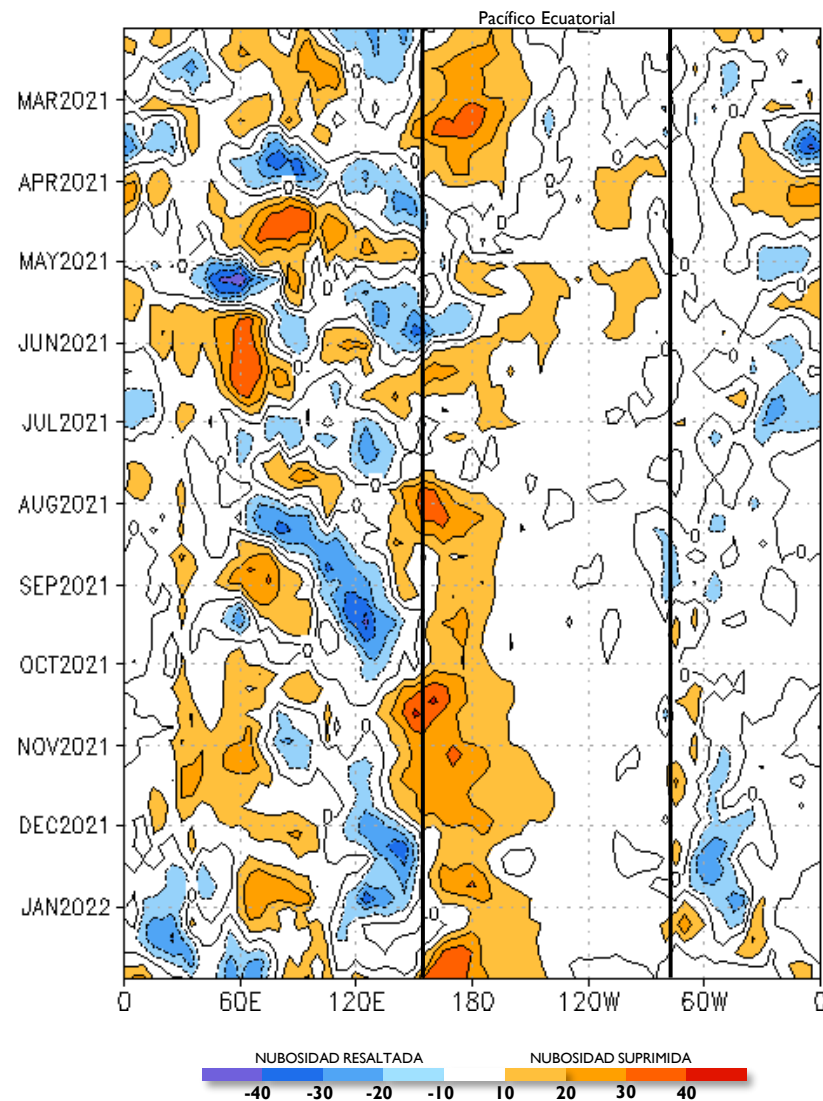 Pacífico Ecuatorial
MAR2021
APR2021
MAY2021
JUN2021
JUL2021
AUG2021
SEP2021
OCT2021
NOV2021
DEC2021
JAN2022
0 60E 120E 180 120W 60W 0
NUBOSIDAD RESALTADA NUBOSIDAD SUPRIMIDA
-40 -30 -20 -10 10 20 30 40